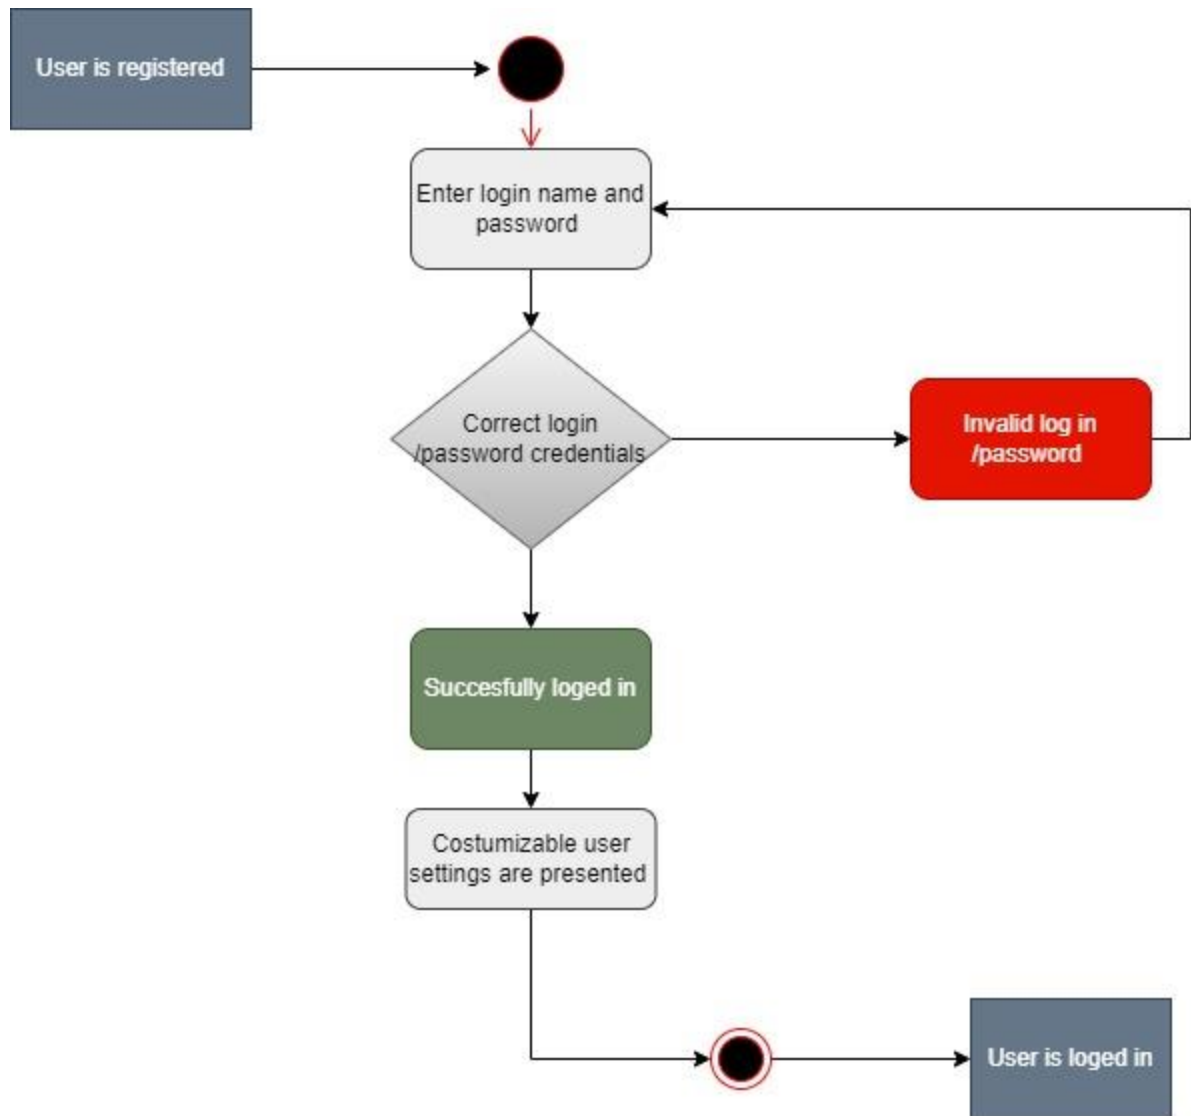 User is registered
Enter login name and
password
Correct login
/password credentials
Invalid log in
/password
Succesfully loged in
Costumizable user
settings are presented
User is loged in